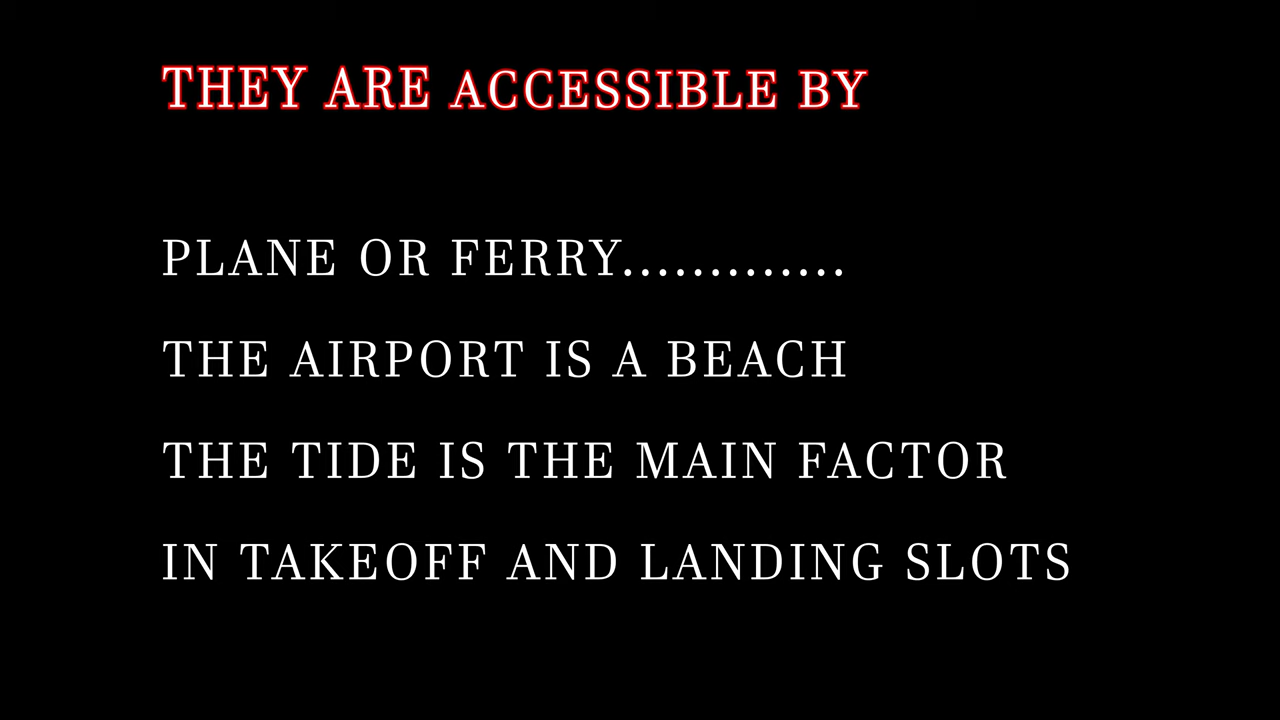 THEY ARE ACCESSIBLE BY
PLANE OR FERRY.............
THE AIRPORT IS A BEACH
THE TIDE IS THE MAIN FACTOR
IN TAKEOFF AND LANDING SLOTS